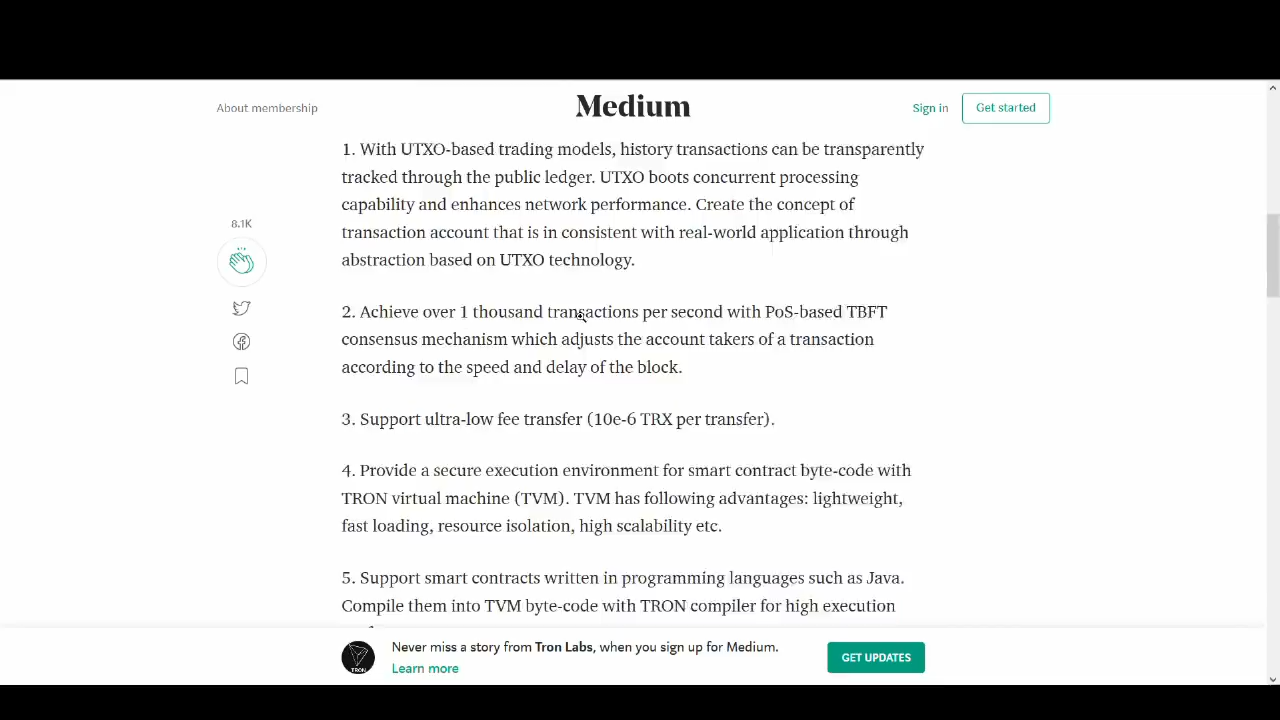 About membership
Medium
Sign in
Get started
1. With UTXO-based trading models, history transactions can be transparently
tracked through the public ledger. UTXO boots concurrent processing
capability and enhances network performance. Create the concept of
transaction account that is in consistent with real-world application through
abstraction based on UTXO technology.
8.1K
2. Achieve over 1 thousand transactions per second with PoS-based TBFT
consensus mechanism which adjusts the account takers of a transaction
according to the speed and delay of the block.
3. Support ultra-low fee transfer (10e-6 TRX per transfer).
4. Provide a secure execution environment for smart contract byte-code with
TRON virtual machine (TVM). TVM has following advantages: lightweight,
fast loading, resource isolation, high scalability etc.
5. Support smart contracts written in programming languages such as Java.
Compile them into TVM byte-code with TRON compiler for high execution
TRON
Never miss a story from Tron Labs, when you sign up for Medium.
Learn more
GET UPDATES